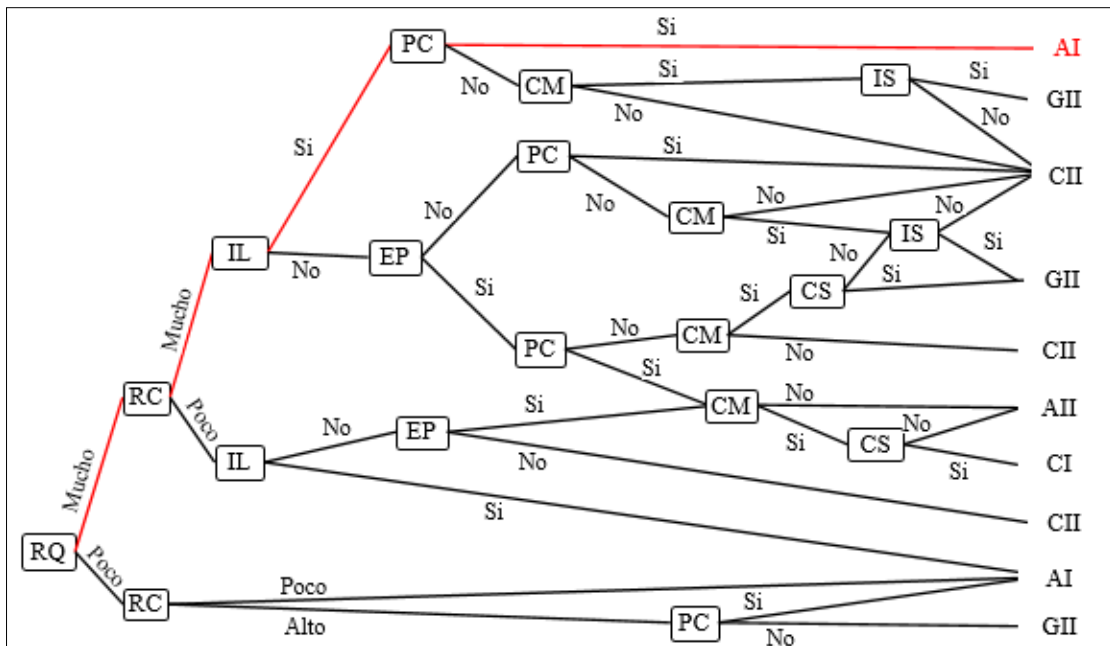 Si
PC
AI
No
CM
Si
IS
Si
GII
No
No
Si
PC
Si
CII
No
No
CM
No
Si
IS
No
Si
Mucho
IL
No
EP
No
Si
CS
Si
GII
Si
PC
No
CM
No
CII
Si
RC
Poco
Mucho
IL
No
EP
Si
No
CM
No
Si
CS
No
Si
AII
CI
Si
CII
RQ
Poco
RC
Poco
AI
Alto
PC
Si
No
GII